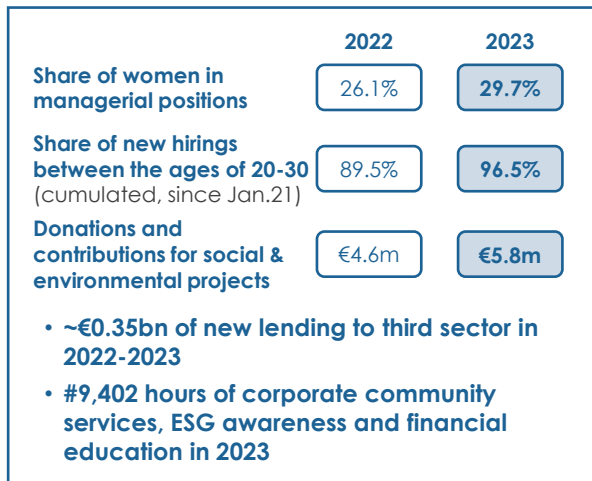 2022 2023
Share of women in
managerial positions
26.1% 29.7%
Share of new hirings
between the ages of 20-30
(cumulated, since Jan.21)
89.5% 96.5%
Donations and
contributions for social &
environmental projects
€4.6m €5.8m
• ~€0.35bn of new lending to third sector in
2022-2023
• #9,402 hours of corporate community
services, ESG awareness and financial
education in 2023